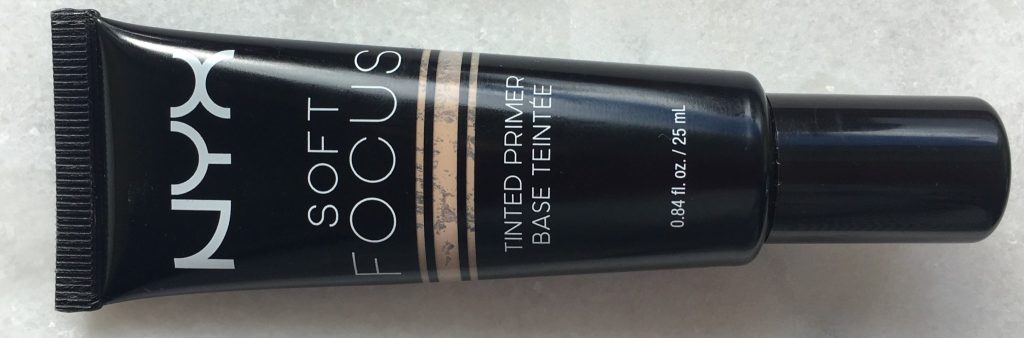 NYX
SOFT
FOCUS
TINTED PRIMER
BASE TEINTÉE
0.84 fl. oz. / 25 mL